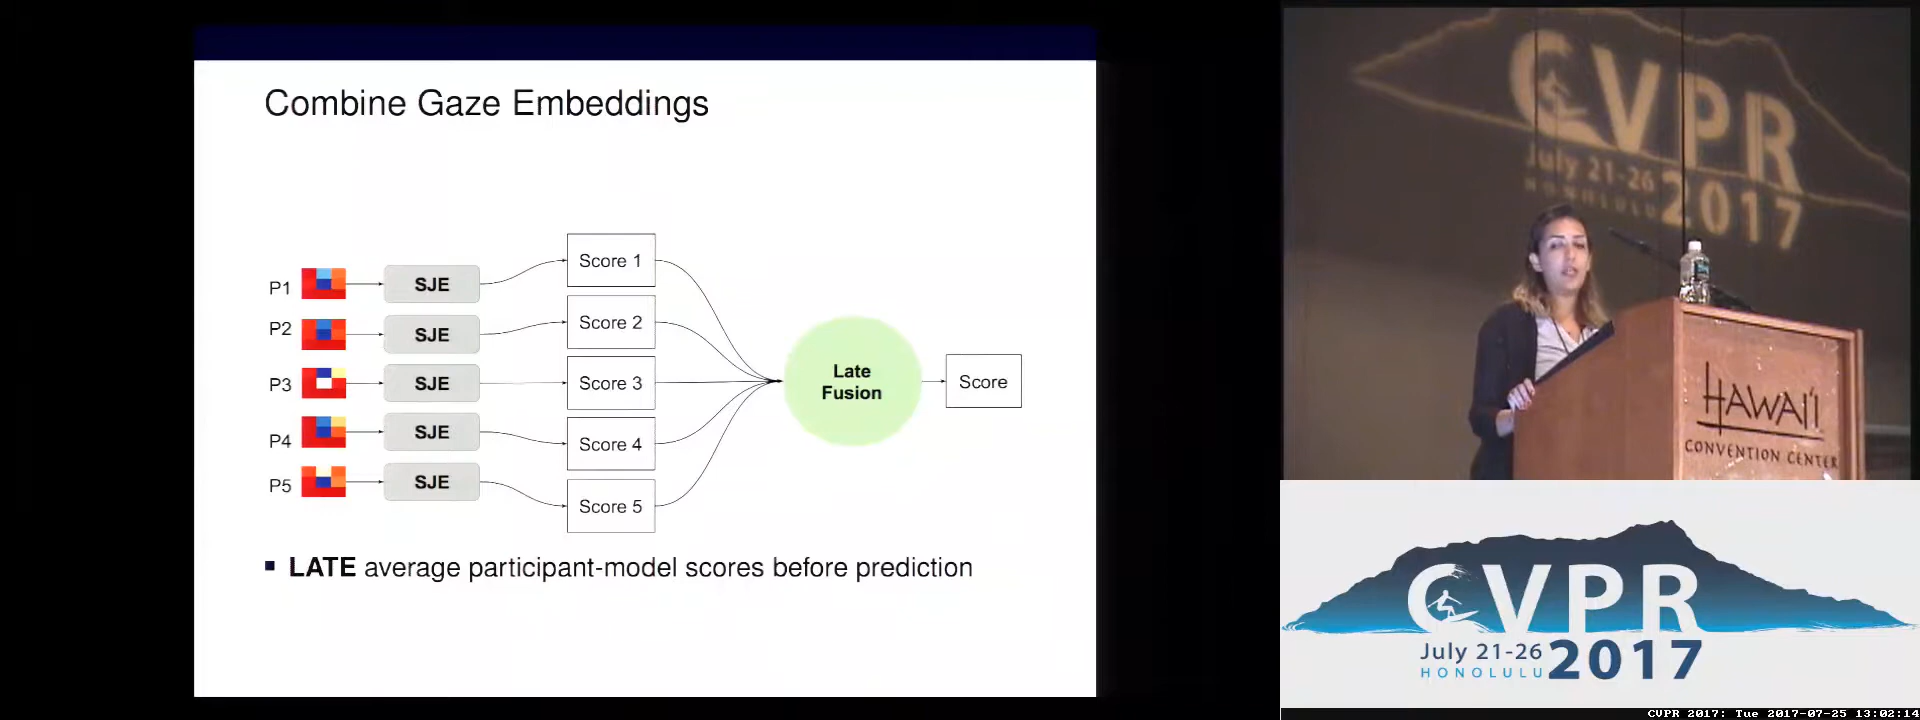 Combine Gaze Embeddings
P1
SJE
Score 1
P2
SJE
Score 2
P3
SJE
Score 3
P4
SJE
Score 4
P5
SJE
Score 5
Late
Fusion
Score
LATE average participant-model scores before prediction
CVPR
July 21-26
HONOLULU
2017
HAWAI'I
CONVENTION CENTER
CVPR
July 21-26
HONOLULU
2017
CVPR 2017: Tue 2017-07-25 13:02:14